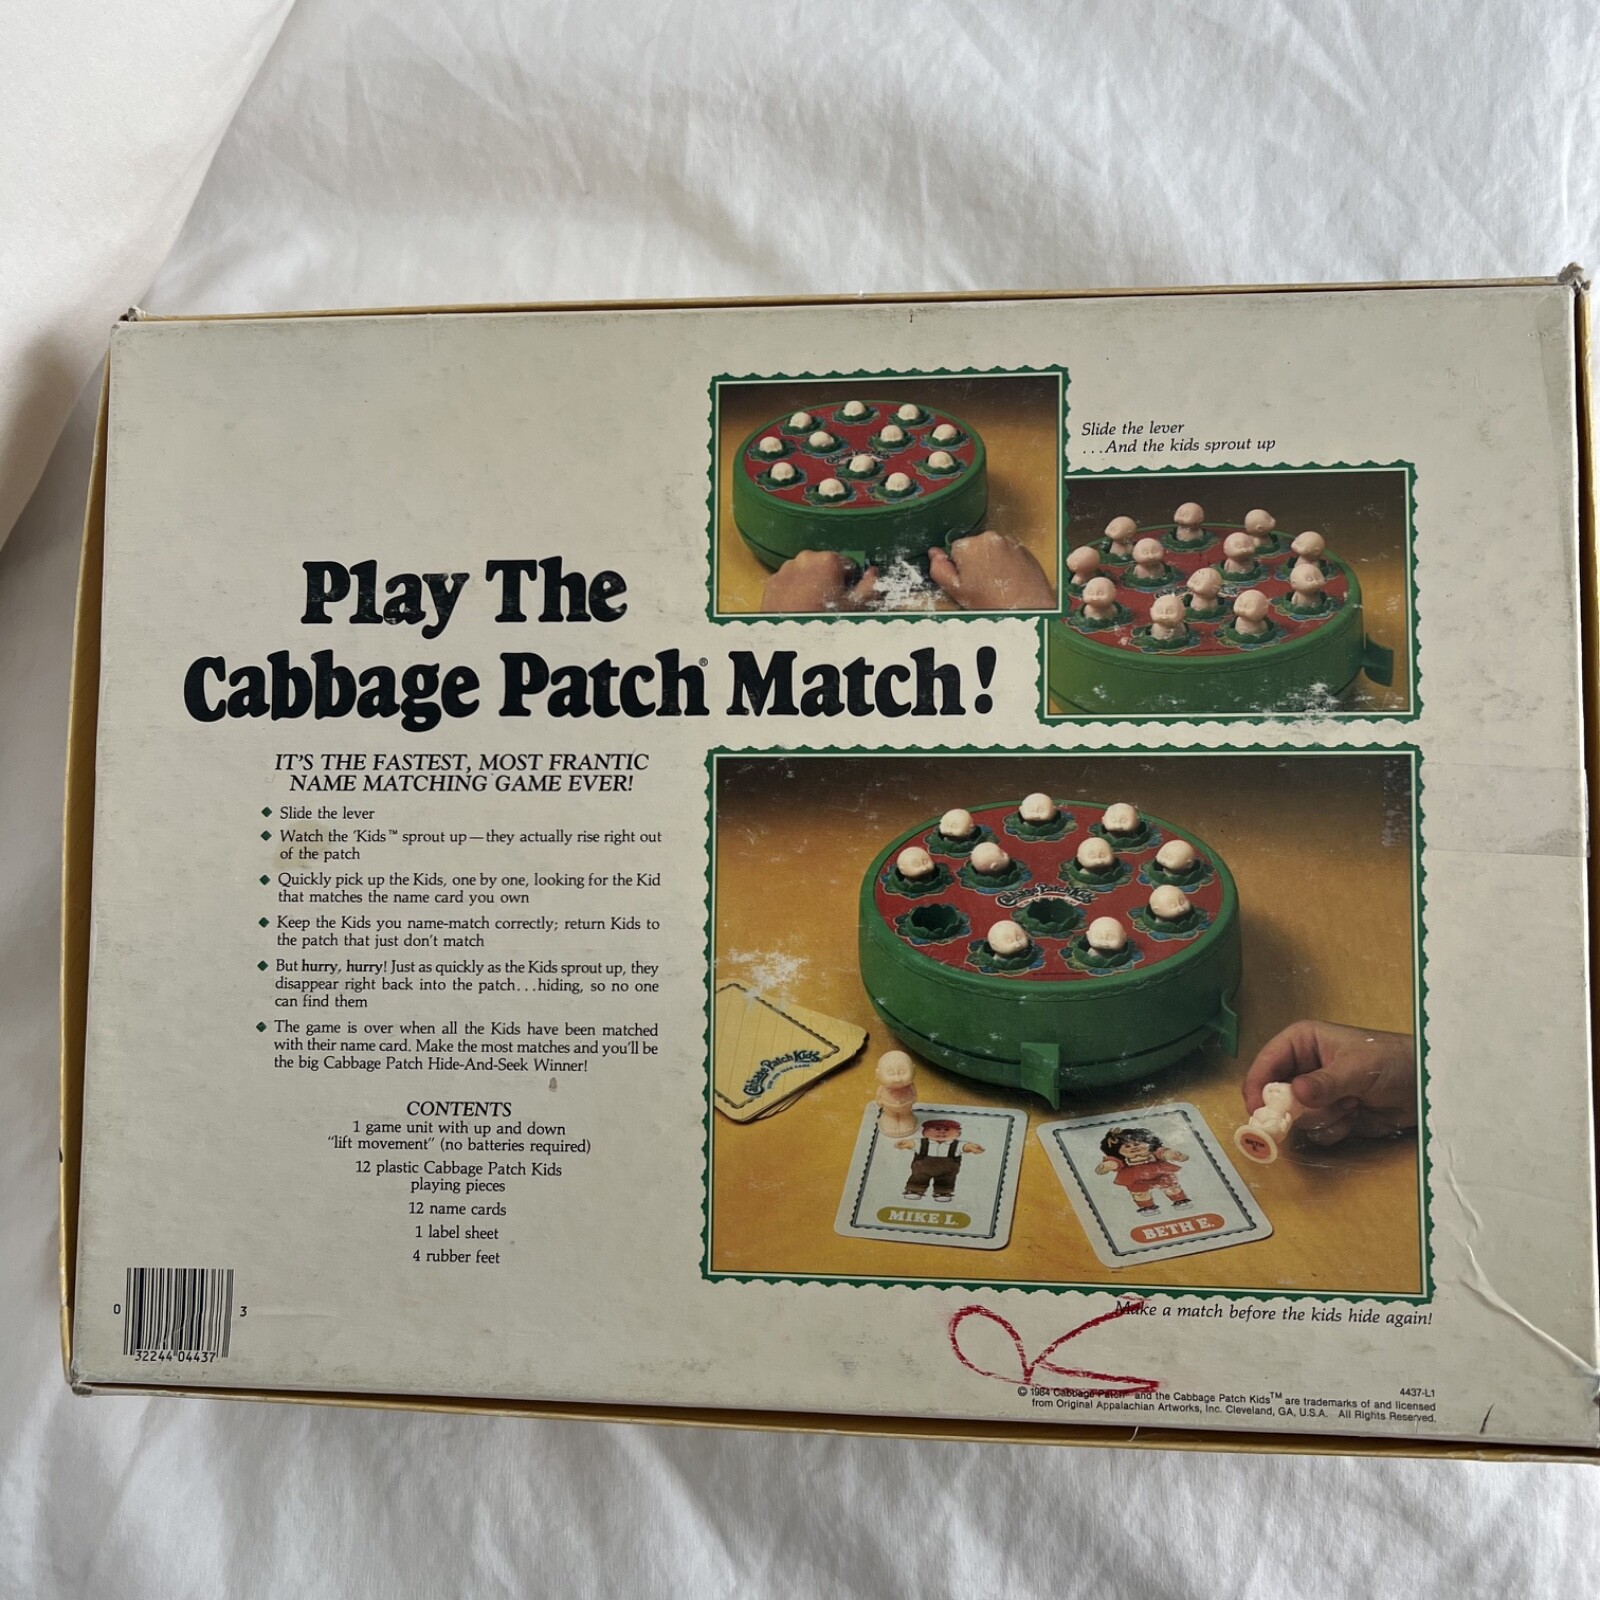 Slide the lever
...And the kids sprout up
Play The
Cabbage Patch® Match!
IT'S THE FASTEST, MOST FRANTIC
NAME MATCHING GAME EVER!
◆ Slide the lever
◆ Watch the 'Kids™ sprout up—they actually rise right out
of the patch
◆ Quickly pick up the Kids, one by one, looking for the Kid
that matches the name card you own
◆ Keep the Kids you name-match correctly; return Kids to
the patch that just don't match
◆ But hurry, hurry! Just as quickly as the Kids sprout up, they
disappear right back into the patch...hiding, so no one
can find them
◆ The game is over when all the Kids have been matched
with their name card. Make the most matches and you'll be
the big Cabbage Patch Hide-And-Seek Winner!
CONTENTS
1 game unit with up and down
"lift movement" (no batteries required)
12 plastic Cabbage Patch Kids
playing pieces
12 name cards
1 label sheet
4 rubber feet
0 32244 04437 3
Cabbage Patch Kids
Cabbage Patch Kids
MIKE L.
BETH E.
BETH
E.
Make a match before the kids hide again!
4437-L1
© 1984 Cabbage Patch® and the Cabbage Patch Kids™ are trademarks of and licensed
from Original Appalachian Artworks, Inc. Cleveland, GA, U.S.A. All Rights Reserved.